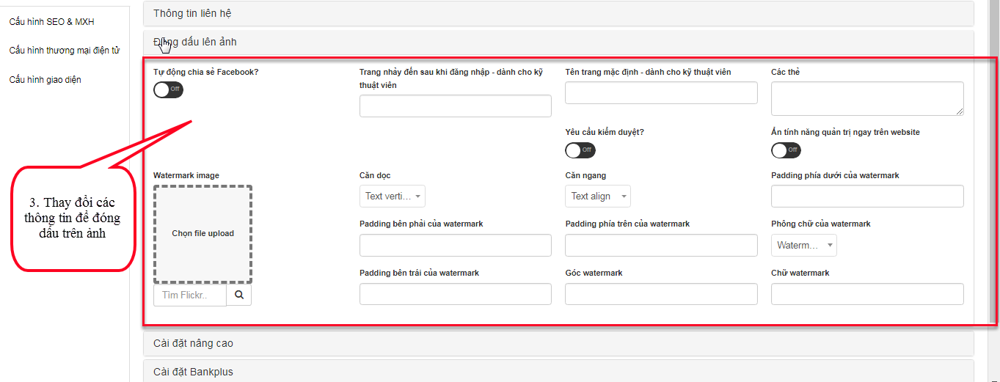 Thông tin liên hệ
Cấu hình SEO & MXH
Đóng dấu lên ảnh
Cấu hình thương mại điện tử
Cấu hình giao diện
Tự động chia sẻ Facebook?
Off
Trang nhảy đến sau khi đăng nhập - dành cho kỹ
thuật viên
Tên trang mặc định - dành cho kỹ thuật viên
Các thẻ
Yêu cầu kiểm duyệt?
Off
Ẩn tính năng quản trị ngay trên website
Off
3. Thay đổi các
thông tin để đóng
dấu trên ảnh
Watermark image
Chọn file upload
Tìm Flickr..
Căn dọc
Text verti...
Căn ngang
Text align
Padding phía dưới của watermark
Padding bên phải của watermark
Padding phía trên của watermark
Phông chữ của watermark
Waterm...
Padding bên trái của watermark
Góc watermark
Chữ watermark
Cài đặt nâng cao
Cài đặt Bankplus